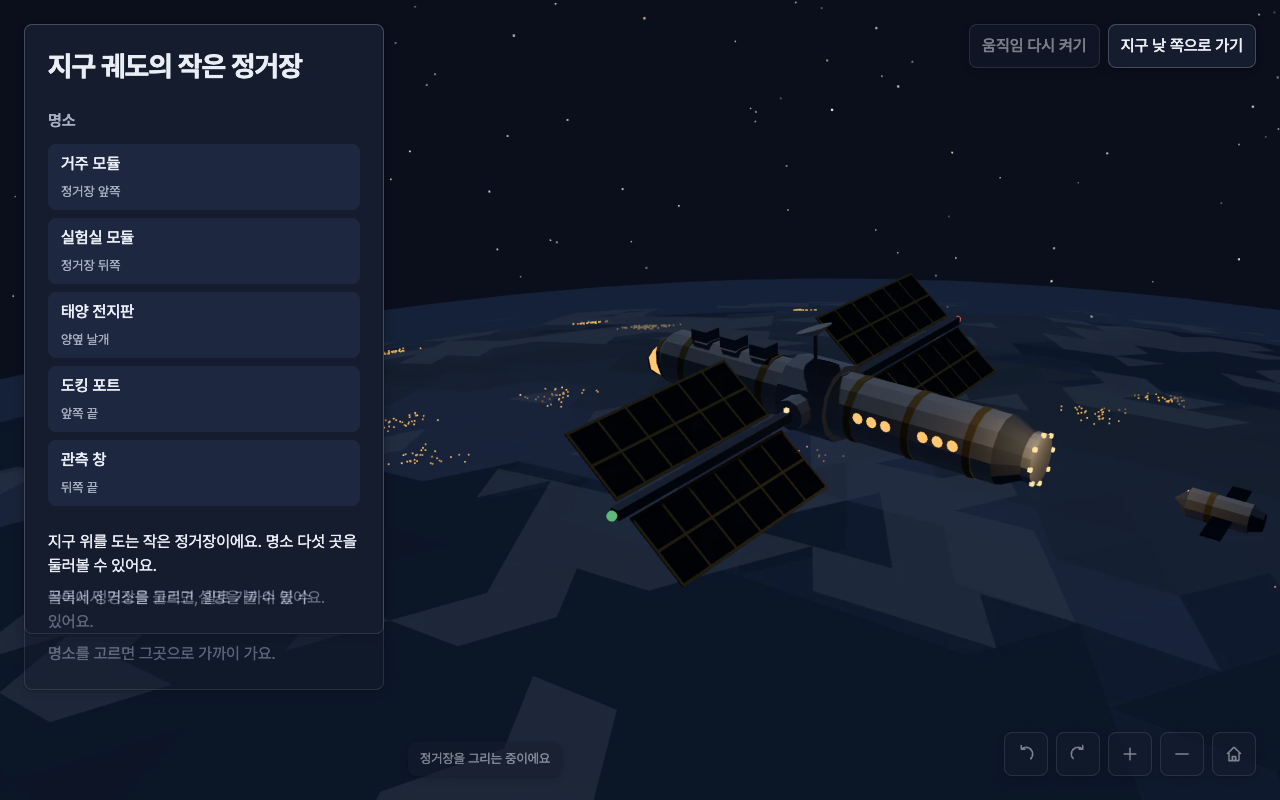 지구 궤도의 작은 정거장
움직임 다시 켜기
지구 낮 쪽으로 가기
명소
거주 모듈
정거장 앞쪽
실험실 모듈
정거장 뒤쪽
태양 전지판
양옆 날개
도킹 포트
앞쪽 끝
관측 창
뒤쪽 끝
지구 위를 도는 작은 정거장이에요. 명소 다섯 곳을
둘러볼 수 있어요.
있어요.
명소를 고르면 그곳으로 가까이 가요.
정거장을 그리는 중이에요